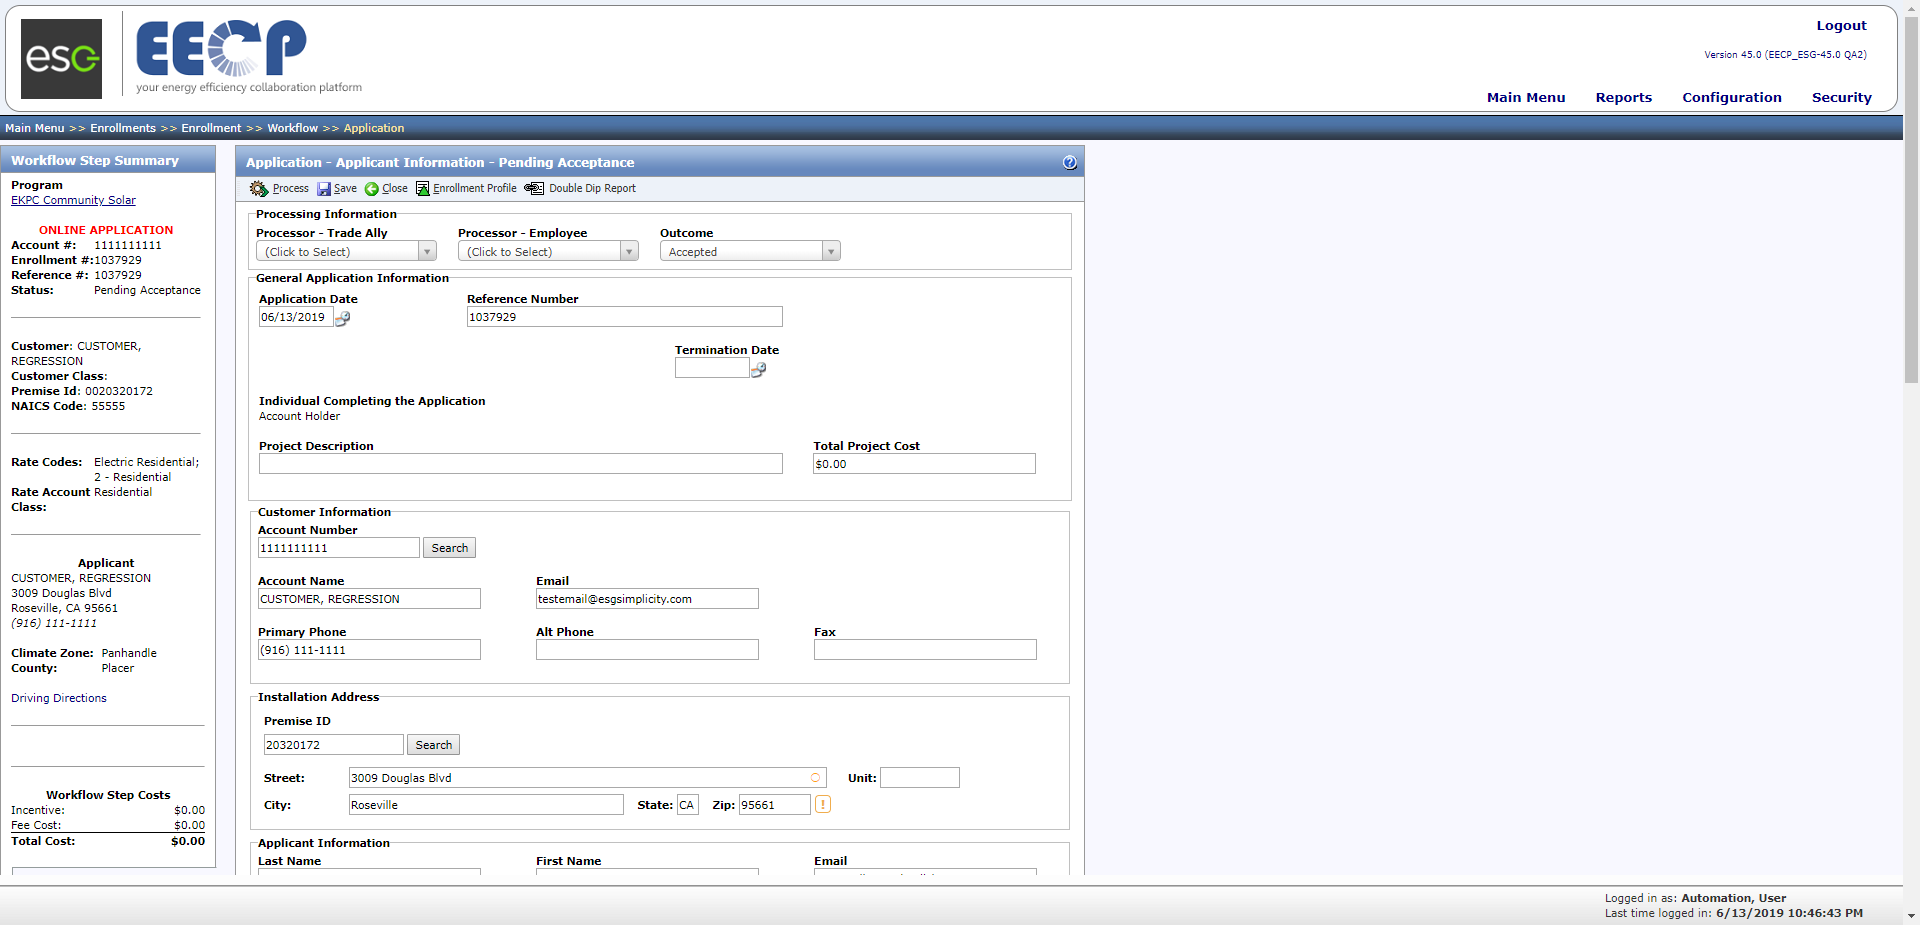 esg
EECP
your energy efficiency collaboration platform
Logout
Version 45.0 (EECP_ESG-45.0 QA2)
Main Menu Reports Configuration Security
Main Menu >> Enrollments >> Enrollment >> Workflow >> Application
Workflow Step Summary
Program
EKPC Community Solar
ONLINE APPLICATION
Account #: 1111111111
Enrollment #:1037929
Reference #: 1037929
Status: Pending Acceptance
Customer: CUSTOMER,
REGRESSION
Customer Class:
Premise Id: 0020320172
NAICS Code: 55555
Rate Codes: Electric Residential;
2 - Residential
Rate Account Residential
Class:
Applicant
CUSTOMER, REGRESSION
3009 Douglas Blvd
Roseville, CA 95661
(916) 111-1111
Climate Zone: Panhandle
County: Placer
Driving Directions
Workflow Step Costs
Incentive: $0.00
Fee Cost: $0.00
Total Cost: $0.00
Application - Applicant Information - Pending Acceptance
?
Process Save Close Enrollment Profile Double Dip Report
Processing Information
Processor - Trade Ally Processor - Employee Outcome
(Click to Select) (Click to Select) Accepted
General Application Information
Application Date Reference Number
06/13/2019 1037929
Termination Date
Individual Completing the Application
Account Holder
Project Description Total Project Cost
$0.00
Customer Information
Account Number
1111111111 Search
Account Name Email
CUSTOMER, REGRESSION testemail@esgsimplicity.com
Primary Phone Alt Phone Fax
(916) 111-1111
Installation Address
Premise ID
20320172 Search
Street: 3009 Douglas Blvd Unit:
City: Roseville State: CA Zip: 95661 !
Applicant Information
Last Name First Name Email
Logged in as: Automation, User
Last time logged in: 6/13/2019 10:46:43 PM